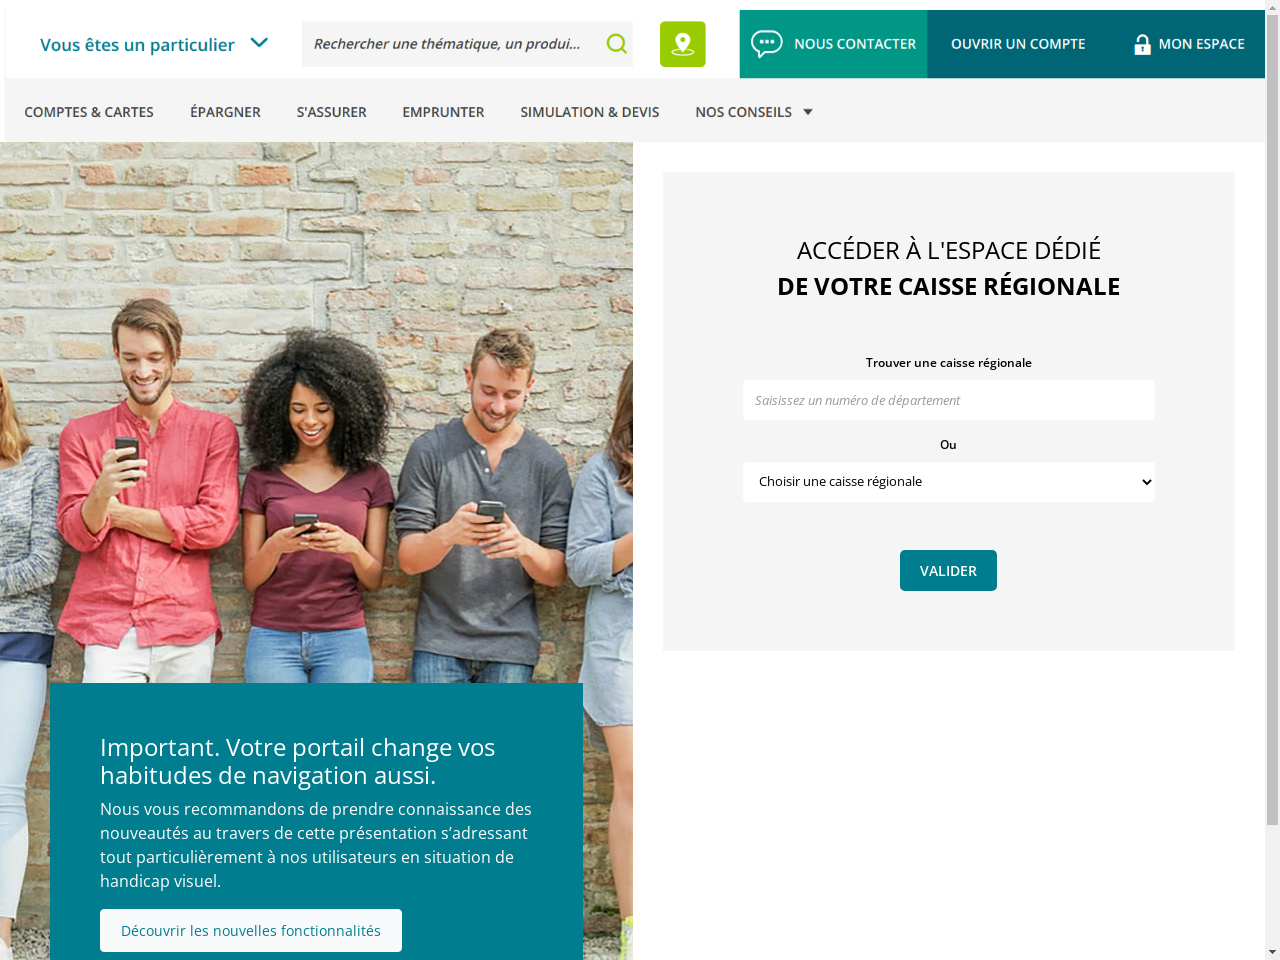 Vous êtes un particulier
Rechercher une thématique, un produi...
NOUS CONTACTER
OUVRIR UN COMPTE
MON ESPACE
COMPTES & CARTES
ÉPARGNER
S'ASSURER
EMPRUNTER
SIMULATION & DEVIS
NOS CONSEILS
ACCÉDER À L'ESPACE DÉDIÉ
DE VOTRE CAISSE RÉGIONALE
Trouver une caisse régionale
Saisissez un numéro de département
Ou
Choisir une caisse régionale
VALIDER
Important. Votre portail change vos
habitudes de navigation aussi.
Nous vous recommandons de prendre connaissance des
nouveautés au travers de cette présentation s’adressant
tout particulièrement à nos utilisateurs en situation de
handicap visuel.
Découvrir les nouvelles fonctionnalités